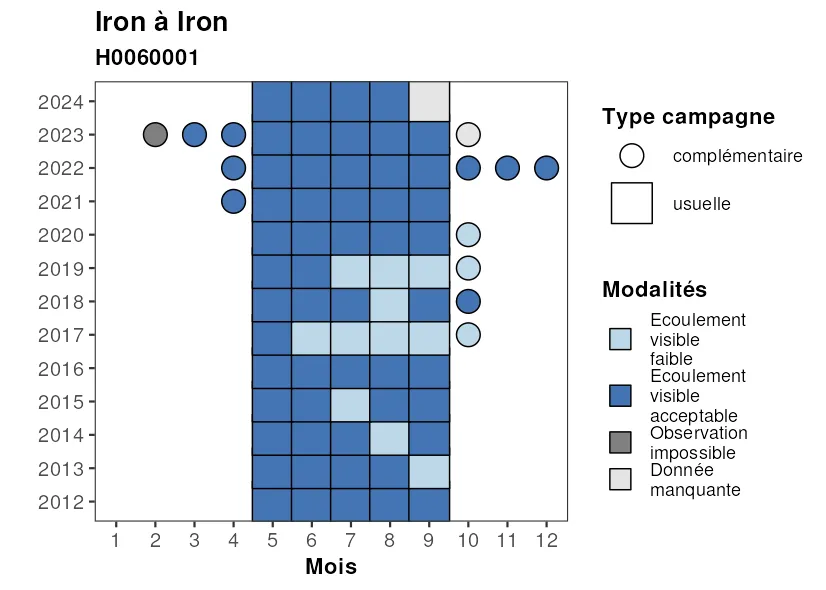 Iron à Iron
H0060001
2024
2023
2022
2021
2020
2019
2018
2017
2016
2015
2014
2013
2012
1 2 3 4 5 6 7 8 9 10 11 12
Mois
Type campagne
complémentaire
usuelle
Modalités
Ecoulement
visible
faible
Ecoulement
visible
acceptable
Observation
impossible
Donnée
manquante